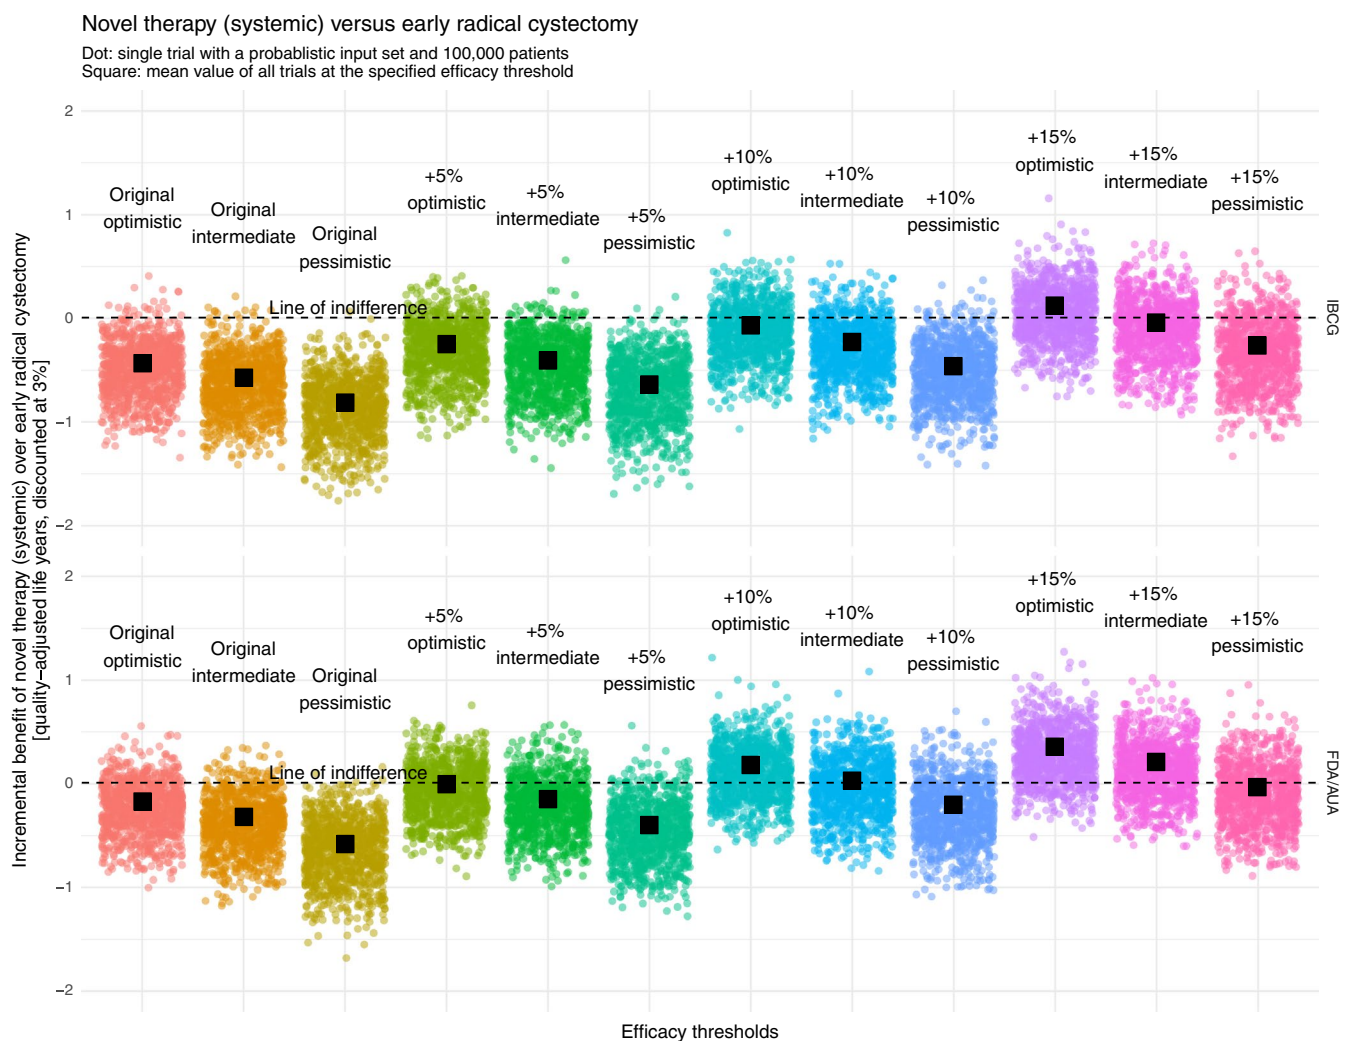 Novel therapy (systemic) versus early radical cystectomy
Dot: single trial with a probablistic input set and 100,000 patients
Square: mean value of all trials at the specified efficacy threshold
Incremental benefit of novel therapy (systemic) over early radical cystectomy
[quality−adjusted life years, discounted at 3%]
2
1
0
−1
−2
Original
optimistic
Original
intermediate
Original
pessimistic
+5%
optimistic
+5%
intermediate
+5%
pessimistic
+10%
optimistic
+10%
intermediate
+10%
pessimistic
+15%
optimistic
+15%
intermediate
+15%
pessimistic
Line of indifference
IBCG
2
1
0
−1
−2
Original
optimistic
Original
intermediate
Original
pessimistic
+5%
optimistic
+5%
intermediate
+5%
pessimistic
+10%
optimistic
+10%
intermediate
+10%
pessimistic
+15%
optimistic
+15%
intermediate
+15%
pessimistic
Line of indifference
FDA/AUA
Efficacy thresholds